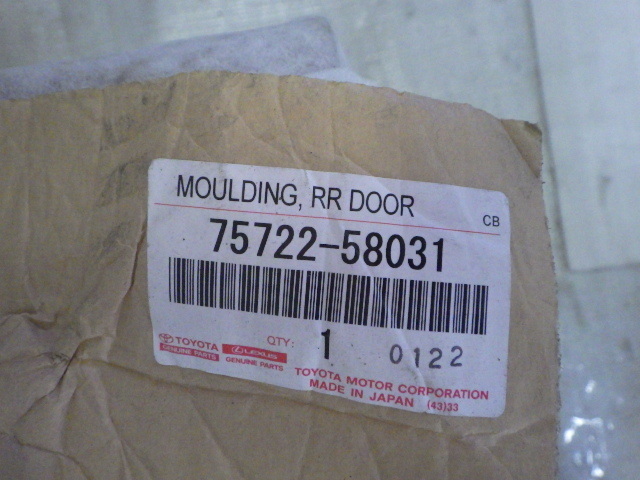 MOULDING, RR DOOR
CB
75722-58031
TOYOTA
GENUINE PARTS
LEXUS
GENUINE PARTS
QTY: 1 0122
TOYOTA MOTOR CORPORATION
MADE IN JAPAN (43)33